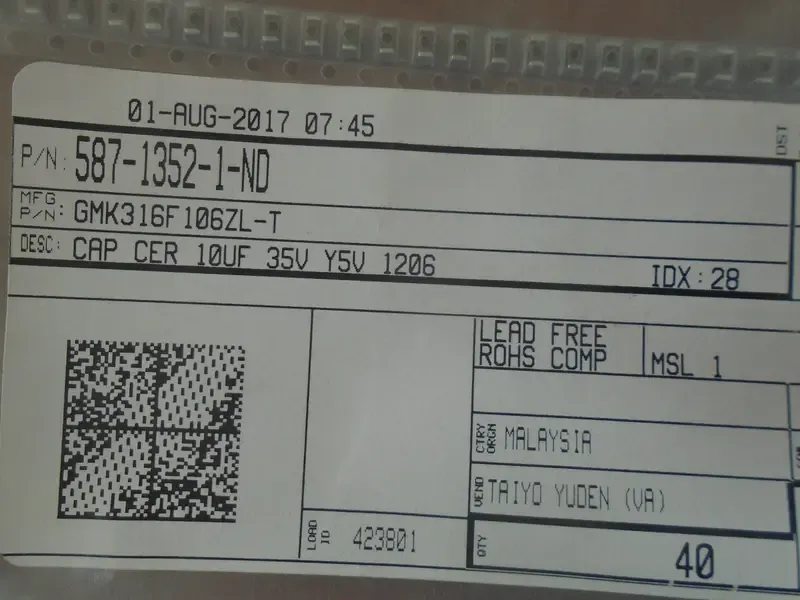 01-AUG-2017 07:45
DST
P/N: 587-1352-1-ND
MFG P/N: GMK316F106ZL-T
DESC: CAP CER 10UF 35V Y5V 1206
IDX:28
LEAD FREE
ROHS COMP
MSL 1
CTRY ORGN MALAYSIA
VEND TAIYO YUDEN (VA)
LOAD ID 423801
QTY 40